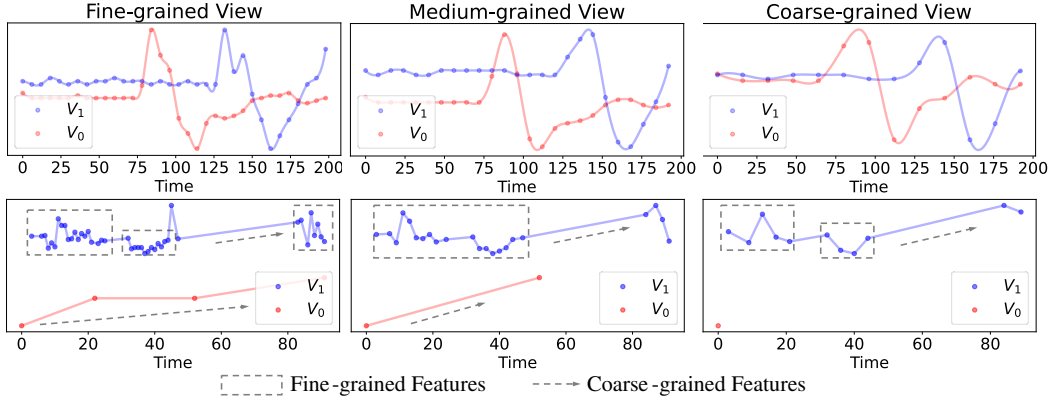 Fine-grained View Medium-grained View Coarse-grained View
V1 V1 V1
V0 V0 V0
0 25 50 75 100 125 150 175 200 0 25 50 75 100 125 150 175 200 0 25 50 75 100 125 150 175 200
Time Time Time
V1 V1 V1
V0 V0 V0
0 20 40 60 80 0 20 40 60 80 0 20 40 60 80
Time Time Time
Fine-grained Features Coarse-grained Features